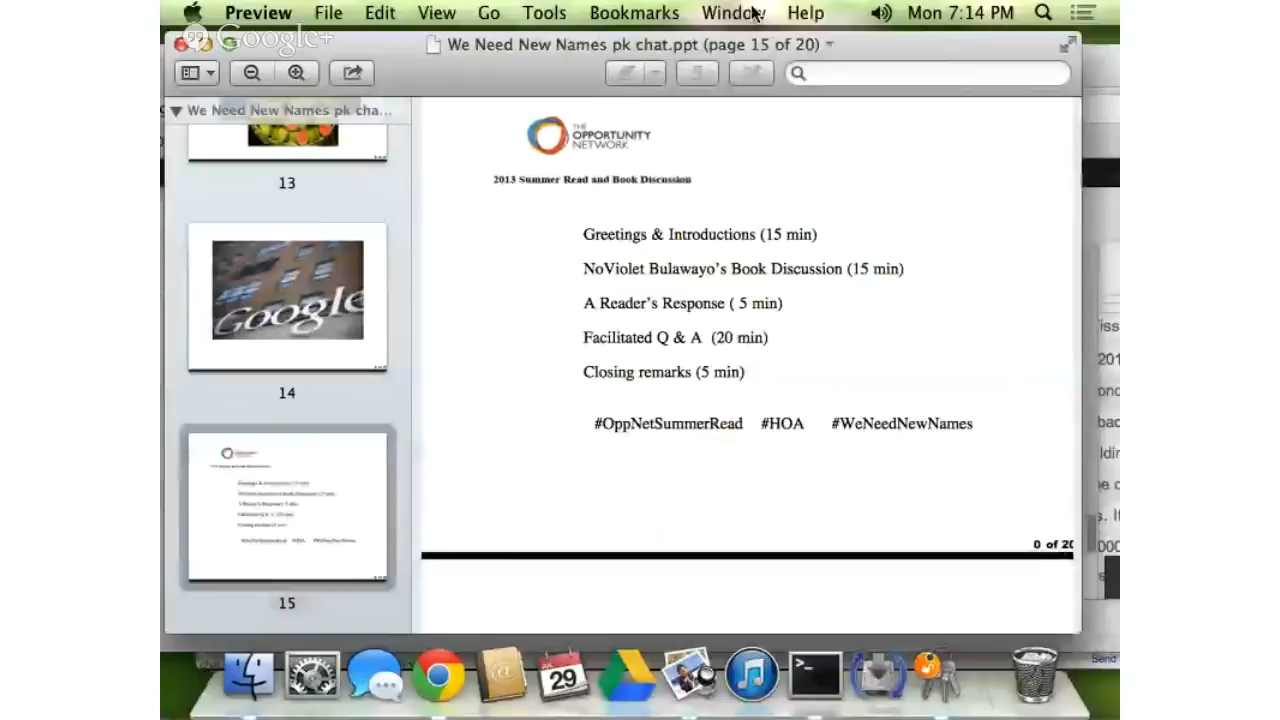 Preview File Edit View Go Tools Bookmarks Window Help Mon 7:14 PM
Google+
We Need New Names pk chat.ppt (page 15 of 20)
We Need New Names pk cha...
13
Google
14
15
THE
OPPORTUNITY
NETWORK
2013 Summer Read and Book Discussion
Greetings & Introductions (15 min)
NoViolet Bulawayo's Book Discussion (15 min)
A Reader's Response ( 5 min)
Facilitated Q & A (20 min)
Closing remarks (5 min)
#OppNetSummerRead #HOA #WeNeedNewNames
0 of 20
Send
29